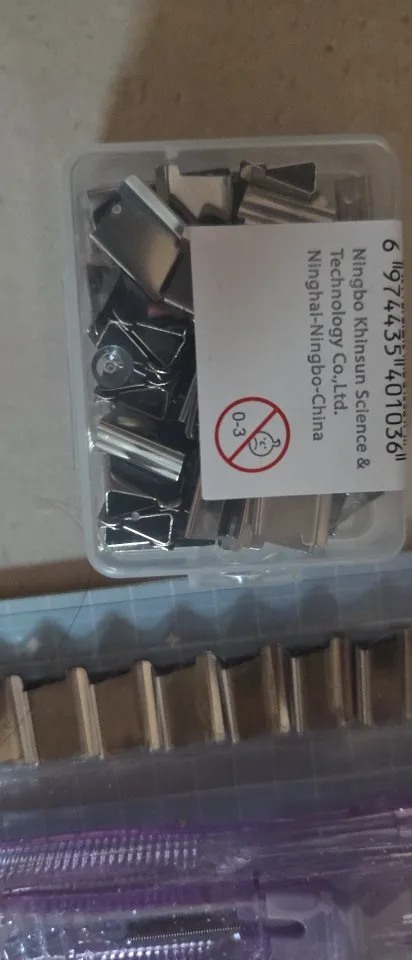 6 974435 401036
Ningbo KhInsun Science &
Technology Co.,Ltd.
Ninghai-Ningbo-China
0-3